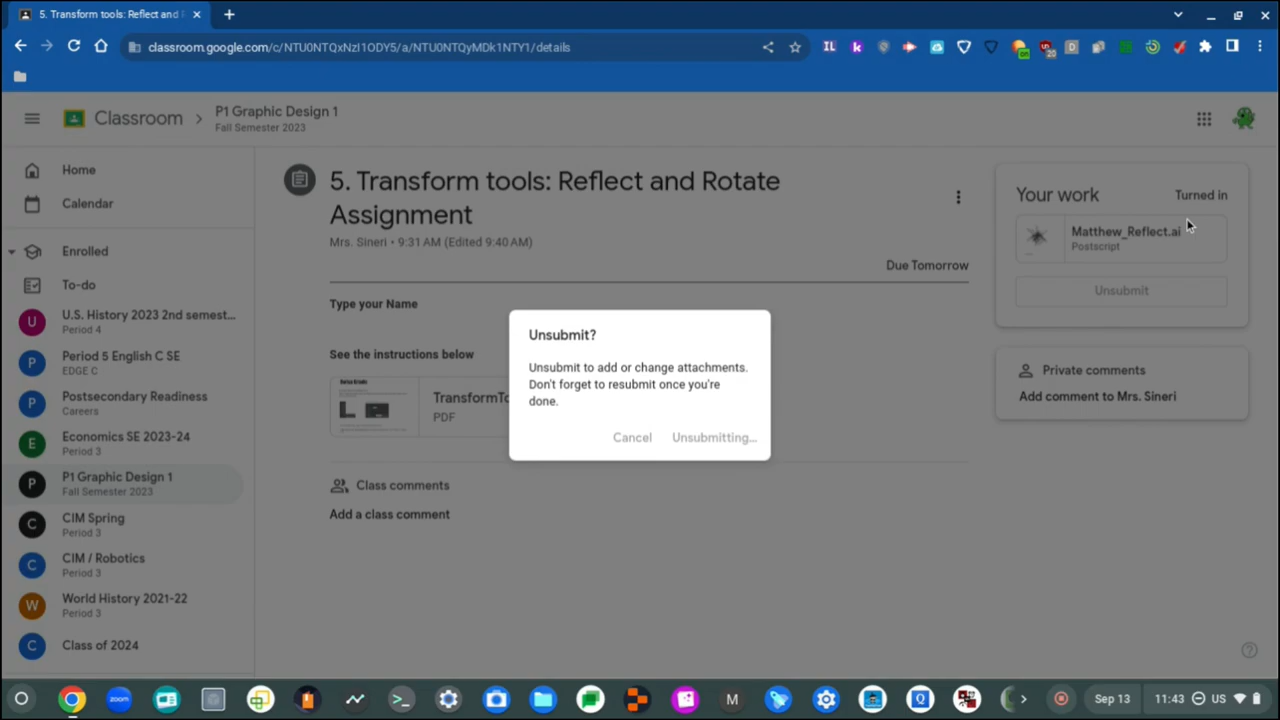 5. Transform tools: Reflect and R
classroom.google.com/c/NTU0NTQxNzI1ODY5/a/NTU0NTQyMDk1NTY1/details
Classroom
P1 Graphic Design 1
Fall Semester 2023
Home
Calendar
Enrolled
To-do
U
U.S. History 2023 2nd semest...
Period 4
P
Period 5 English C SE
EDGE C
P
Postsecondary Readiness
Careers
E
Economics SE 2023-24
Period 3
P
P1 Graphic Design 1
Fall Semester 2023
C
CIM Spring
Period 3
C
CIM / Robotics
Period 3
W
World History 2021-22
Period 3
C
Class of 2024
5. Transform tools: Reflect and Rotate
Assignment
Mrs. Sineri • 9:31 AM (Edited 9:40 AM)
Due Tomorrow
Type your Name
See the instructions below
TransformTo
PDF
Class comments
Add a class comment
Unsubmit?
Unsubmit to add or change attachments.
Don't forget to resubmit once you're
done.
Cancel
Unsubmitting...
Your work
Turned in
Matthew_Reflect.ai
Postscript
Unsubmit
Private comments
Add comment to Mrs. Sineri
zoom
M
Q
Sep 13
11:43
US